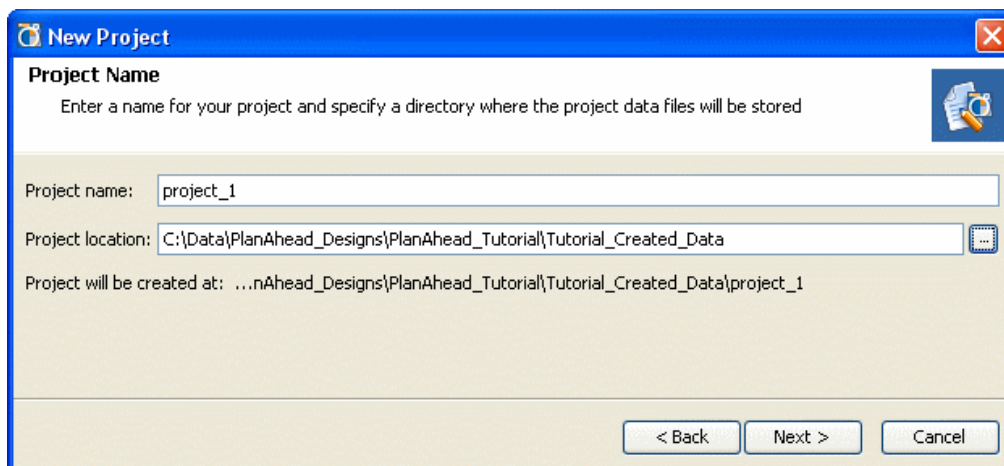 New Project
Project Name
Enter a name for your project and specify a directory where the project data files will be stored
Project name: project_1
Project location: C:\Data\PlanAhead_Designs\PlanAhead_Tutorial\Tutorial_Created_Data ...
Project will be created at: ...nAhead_Designs\PlanAhead_Tutorial\Tutorial_Created_Data\project_1
< Back Next > Cancel